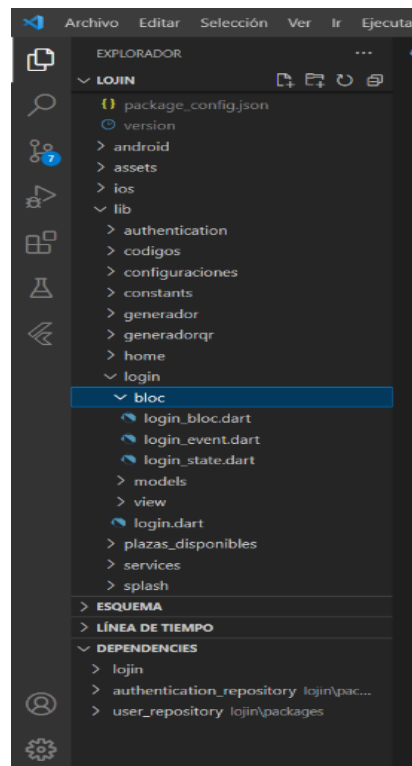 Archivo Editar Selección Ver Ir Ejecuta
EXPLORADOR
LOJIN
package_config.json
version
android
assets
ios
lib
authentication
codigos
configuraciones
constants
generador
generadorqr
home
login
bloc
login_bloc.dart
login_event.dart
login_state.dart
models
view
login.dart
plazas_disponibles
services
splash
ESQUEMA
LÍNEA DE TIEMPO
DEPENDENCIES
lojin
authentication_repository lojin\pac...
user_repository lojin\packages
7